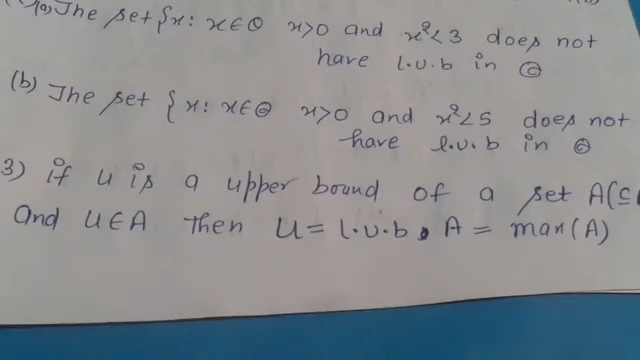 (a) The set {x: x∈Q x>0 and x²<3 does not
have l.u.b in Q
(b) The set {x: x∈Q x>0 and x²<5 does not
have l.u.b in Q
3) if u is a upper bound of a set A(⊆
And U∈A Then U = l.u.b, A = max(A)